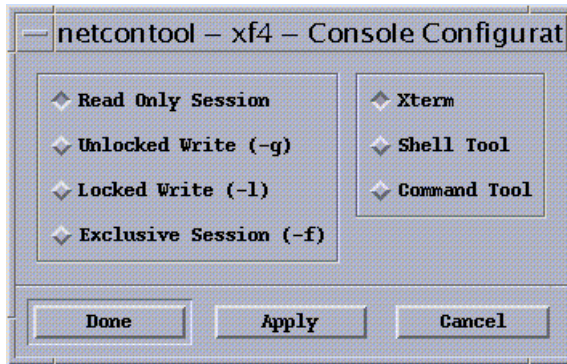 netcontool – xf4 – Console Configurat
Read Only Session
Unlocked Write (-g)
Locked Write (-l)
Exclusive Session (-f)
Xterm
Shell Tool
Command Tool
Done
Apply
Cancel